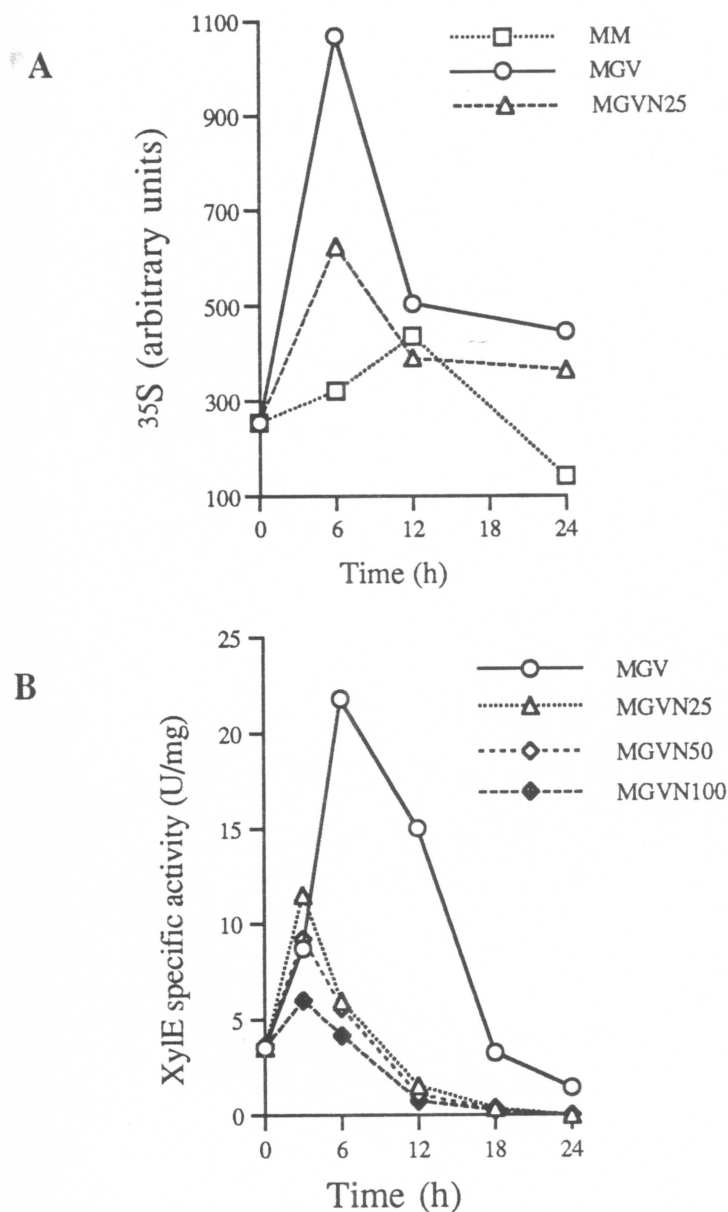 A
1100
900
700
500
300
100
³⁵S (arbitrary units)
MM
MGV
MGVN25
0 6 12 18 24
Time (h)
B
25
20
15
10
5
0
XylE specific activity (U/mg)
MGV
MGVN25
MGVN50
MGVN100
0 6 12 18 24
Time (h)